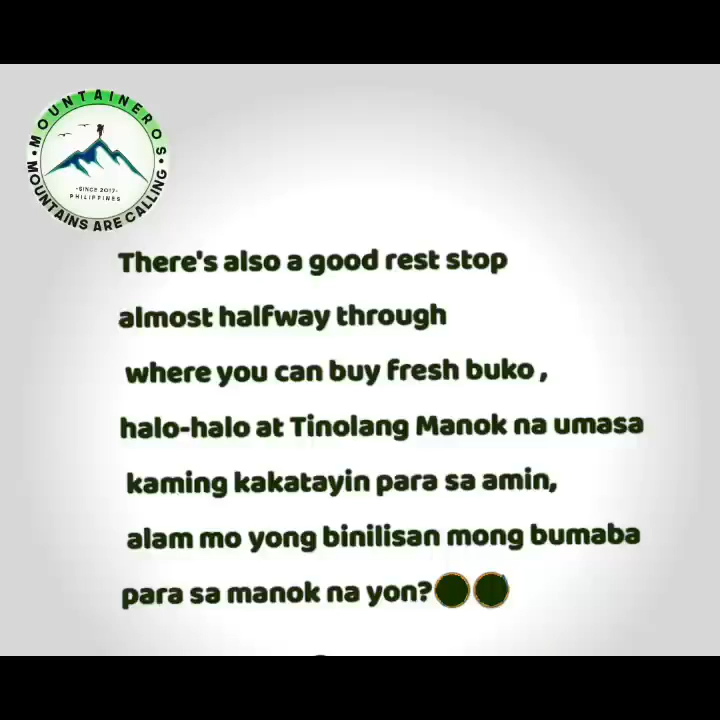 MOUNTAINEROS
-SINCE 2017-
PHILIPPINES
MOUNTAINS ARE CALLING
There's also a good rest stop
almost halfway through
where you can buy fresh buko ,
halo-halo at Tinolang Manok na umasa
kaming kakatayin para sa amin,
alam mo yong binilisan mong bumaba
para sa manok na yon?